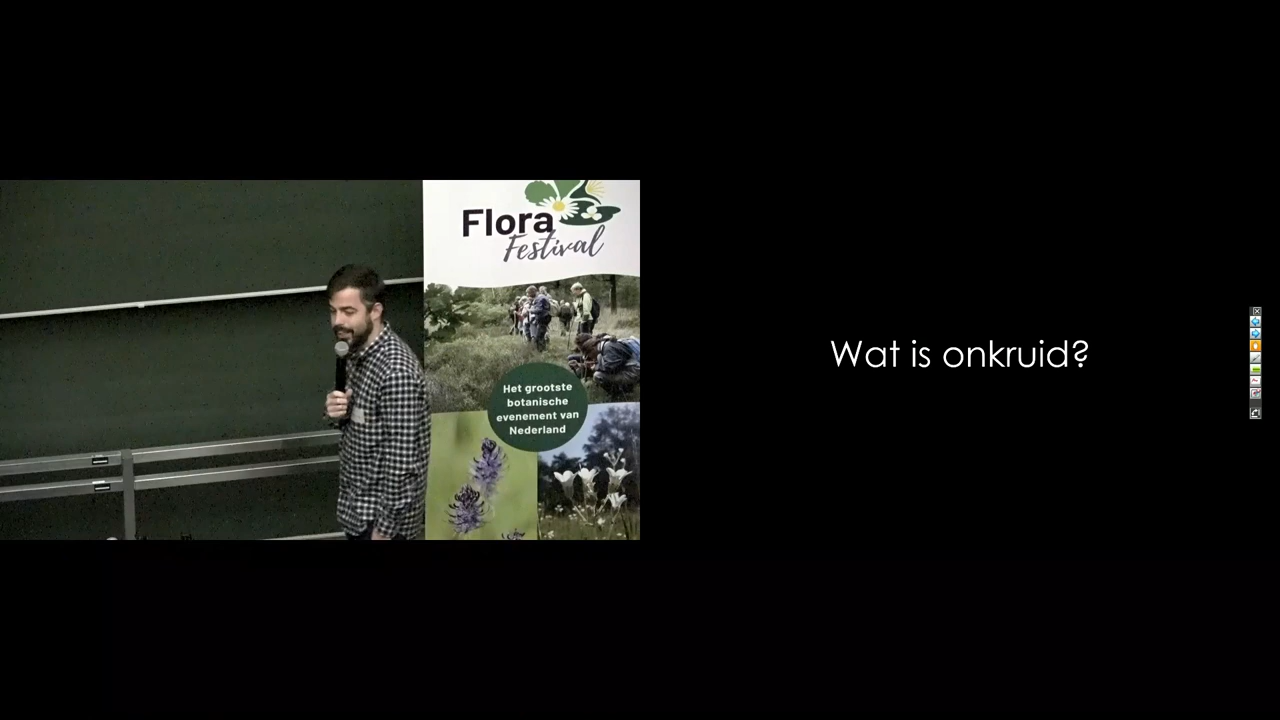 Flora
Festival
Het grootste
botanische
evenement van
Nederland
Wat is onkruid?